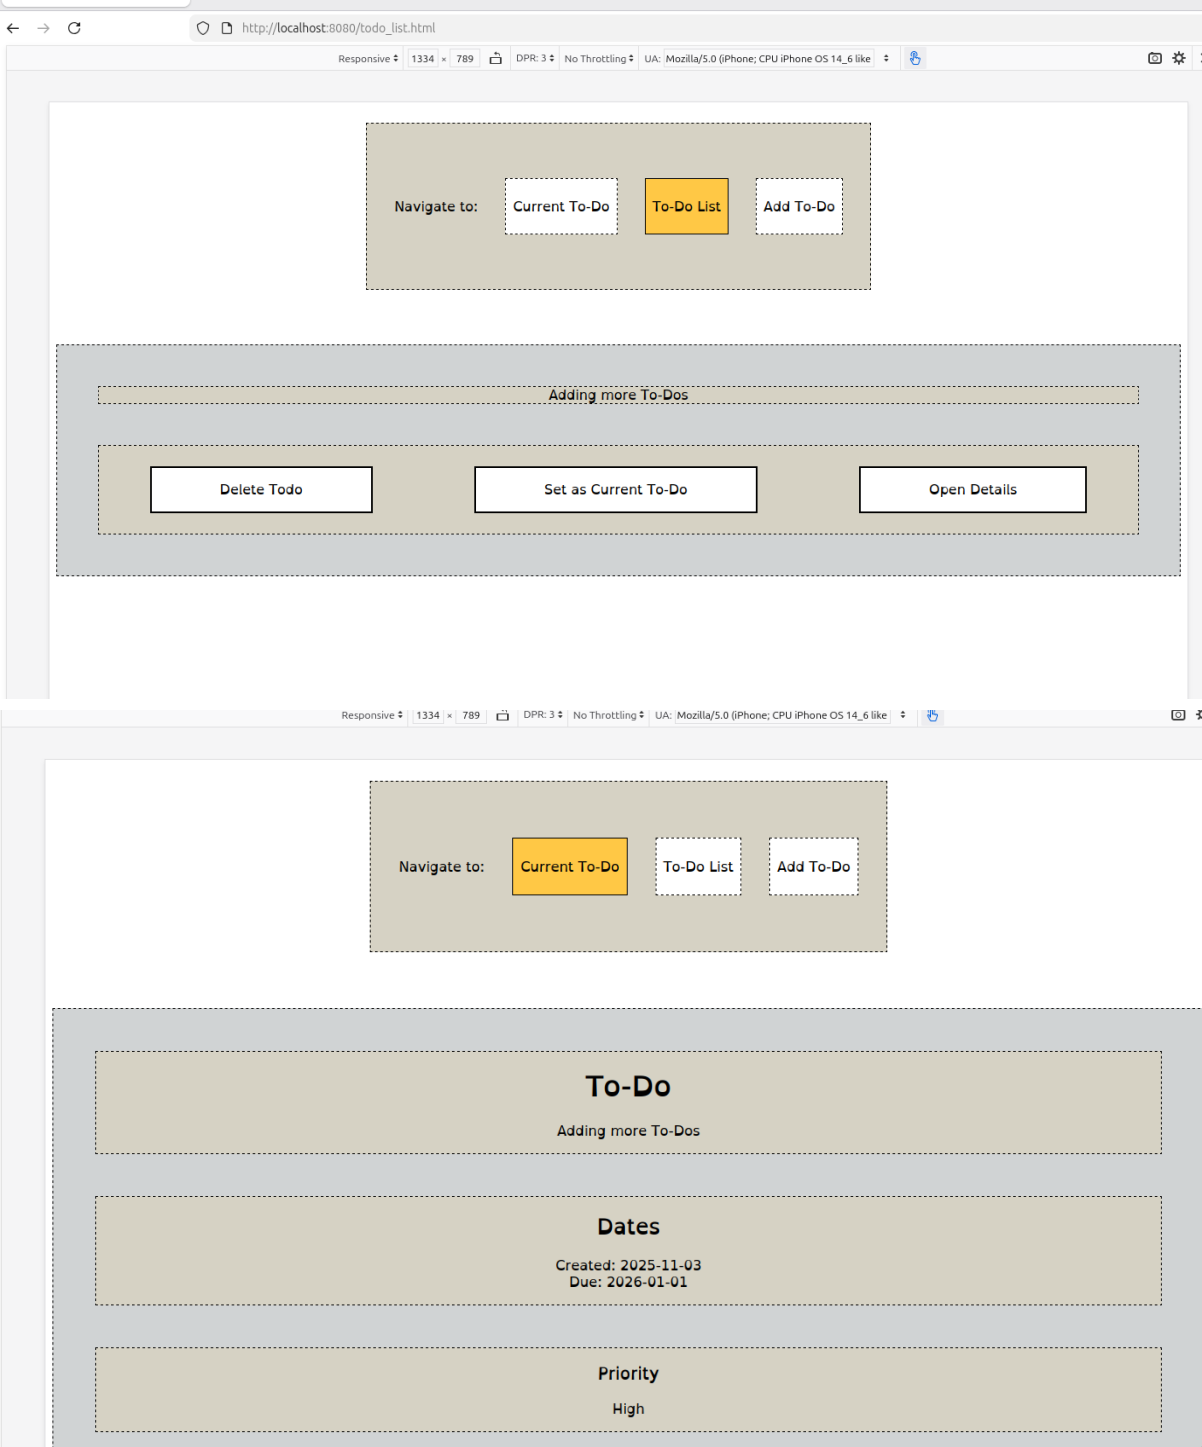 http://localhost:8080/todo_list.html
Responsive 1334 × 789 DPR: 3 No Throttling UA: Mozilla/5.0 (iPhone; CPU iPhone OS 14_6 like
Navigate to: Current To-Do To-Do List Add To-Do
Adding more To-Dos
Delete Todo Set as Current To-Do Open Details
Responsive 1334 × 789 DPR: 3 No Throttling UA: Mozilla/5.0 (iPhone; CPU iPhone OS 14_6 like
Navigate to: Current To-Do To-Do List Add To-Do
To-Do
Adding more To-Dos
Dates
Created: 2025-11-03
Due: 2026-01-01
Priority
High